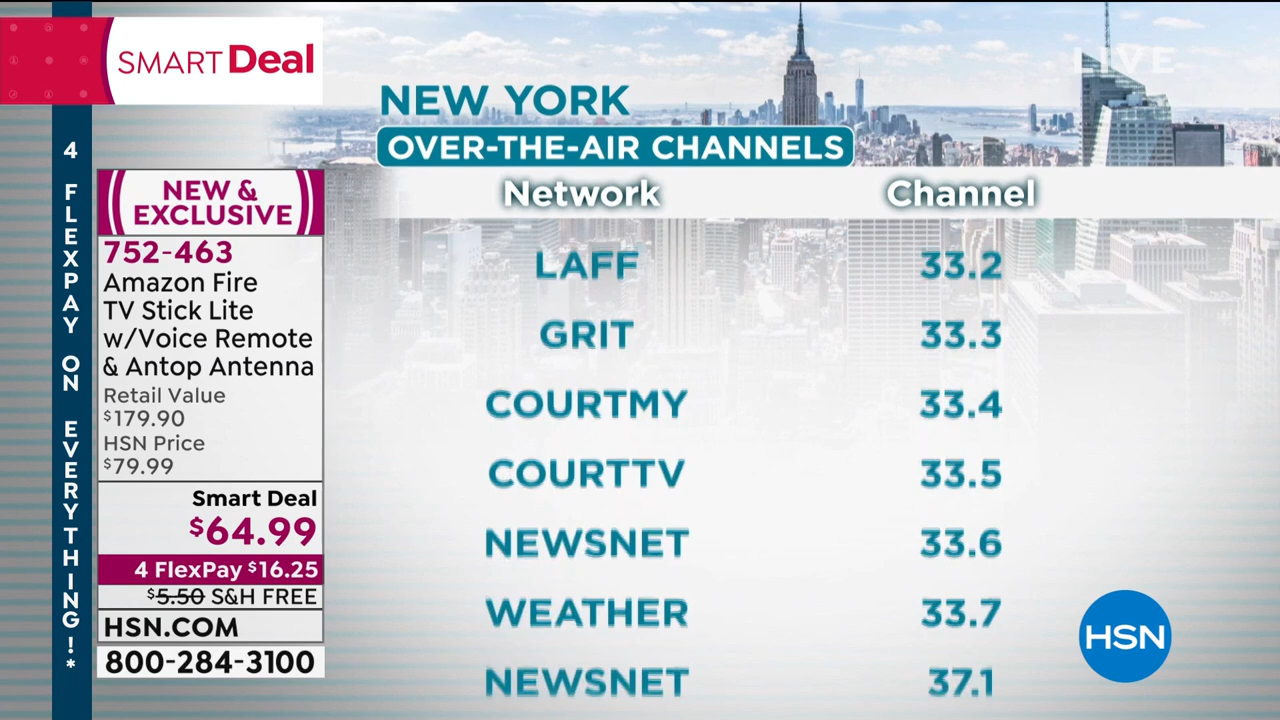 SMART Deal
LIVE
4 FLEXPAY ON EVERYTHING!*
NEW &
EXCLUSIVE
752-463
Amazon Fire
TV Stick Lite
w/Voice Remote
& Antop Antenna
Retail Value
$179.90
HSN Price
$79.99
Smart Deal
$64.99
4 FlexPay $16.25
$5.50 S&H FREE
HSN.COM
800-284-3100
NEW YORK
OVER-THE-AIR CHANNELS
Network Channel
LAFF 33.2
GRIT 33.3
COURTMY 33.4
COURTTV 33.5
NEWSNET 33.6
WEATHER 33.7
NEWSNET 37.1
HSN